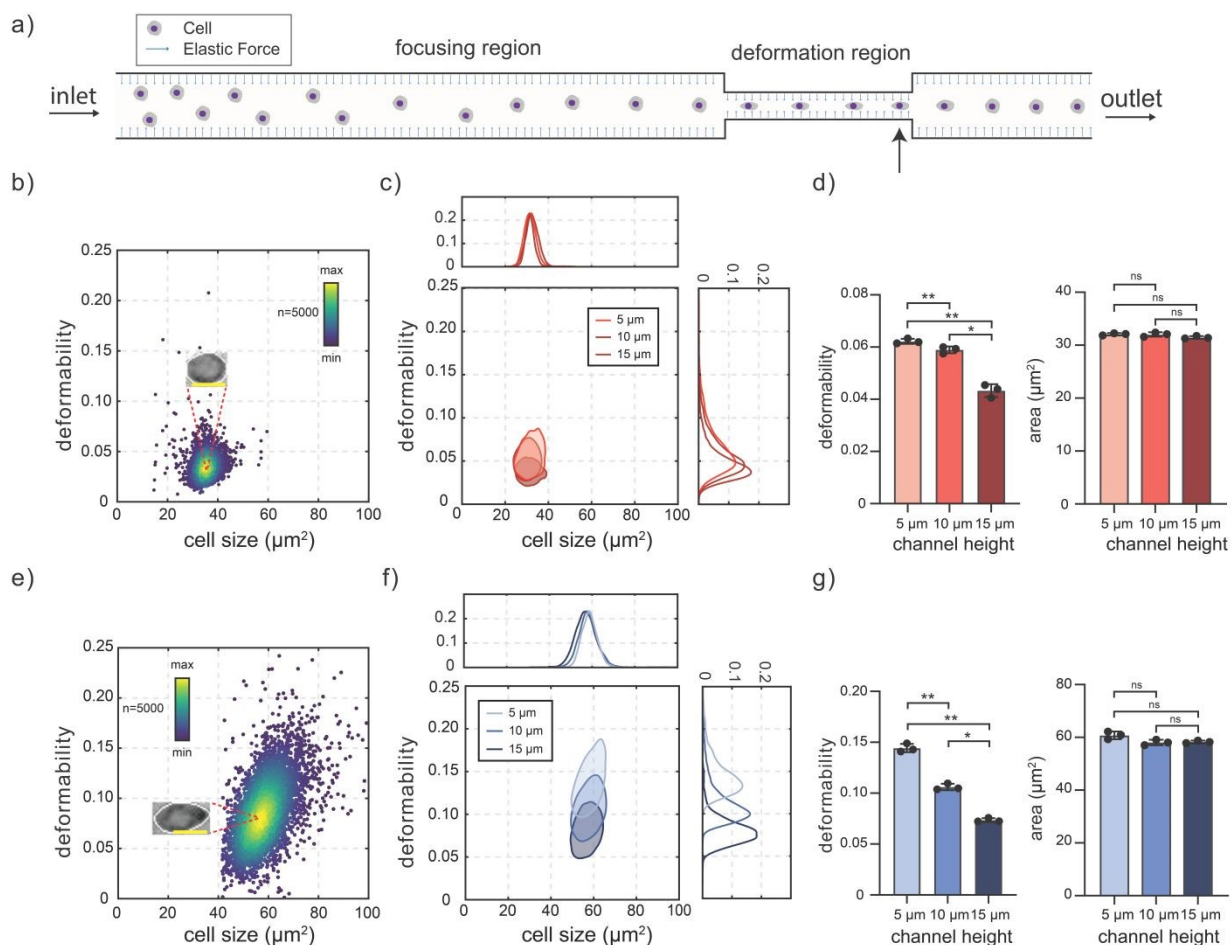 a)
Cell
Elastic Force
focusing region
deformation region
inlet
outlet
b)
0.25
0.20
0.15
0.10
0.05
0
deformability
max
n=5000
min
0 20 40 60 80 100
cell size (µm²)
c)
0.2
0.1
0
0.25
0.20
0.15
0.10
0.05
0.00
deformability
5 µm
10 µm
15 µm
0 20 40 60 80 100
cell size (µm²)
0 0.1 0.2
d)
0.08
0.06
0.04
0.02
0.00
deformability
**
**
*
5 µm 10 µm 15 µm
channel height
40
30
20
10
0
area (µm²)
ns
ns
ns
5 µm 10 µm 15 µm
channel height
e)
0.25
0.20
0.15
0.10
0.05
0
deformability
max
n=5000
min
0 20 40 60 80 100
cell size (µm²)
f)
0.2
0.1
0
0.25
0.20
0.15
0.10
0.05
0.00
deformability
5 µm
10 µm
15 µm
0 20 40 60 80 100
cell size (µm²)
0 0.1 0.2
g)
0.20
0.15
0.10
0.05
0.00
deformability
**
**
*
5 µm 10 µm 15 µm
channel height
80
60
40
20
0
area (µm²)
ns
ns
ns
5 µm 10 µm 15 µm
channel height